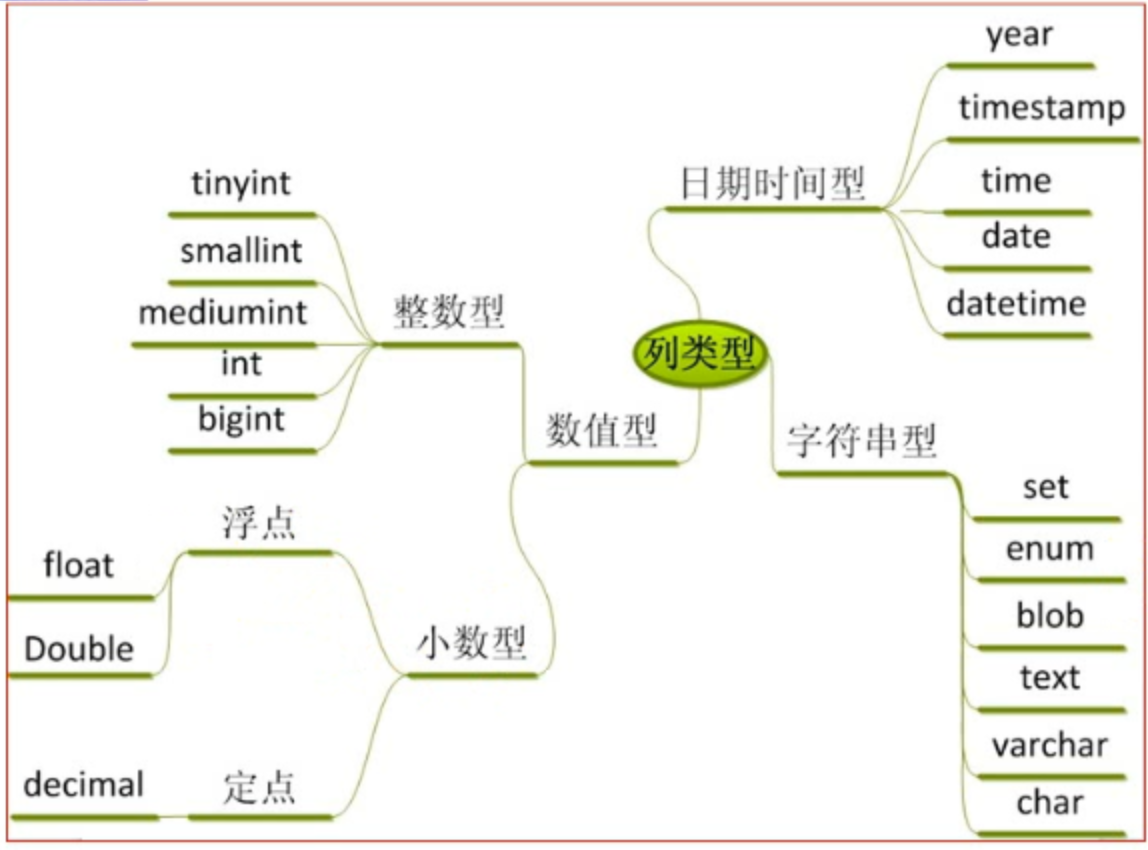 year
timestamp
日期时间型
time
date
datetime
tinyint
smallint
mediumint
int
bigint
整数型
列类型
数值型
字符串型
set
enum
blob
text
varchar
char
浮点
float
Double
小数型
decimal
定点